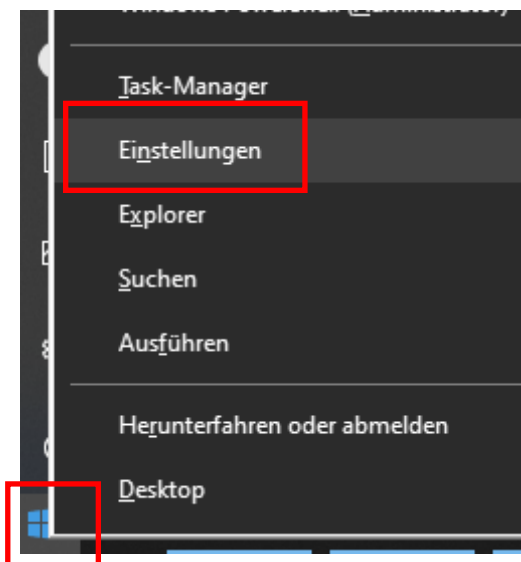 Task-Manager
Einstellungen
Explorer
Suchen
Ausführen
Herunterfahren oder abmelden
Desktop